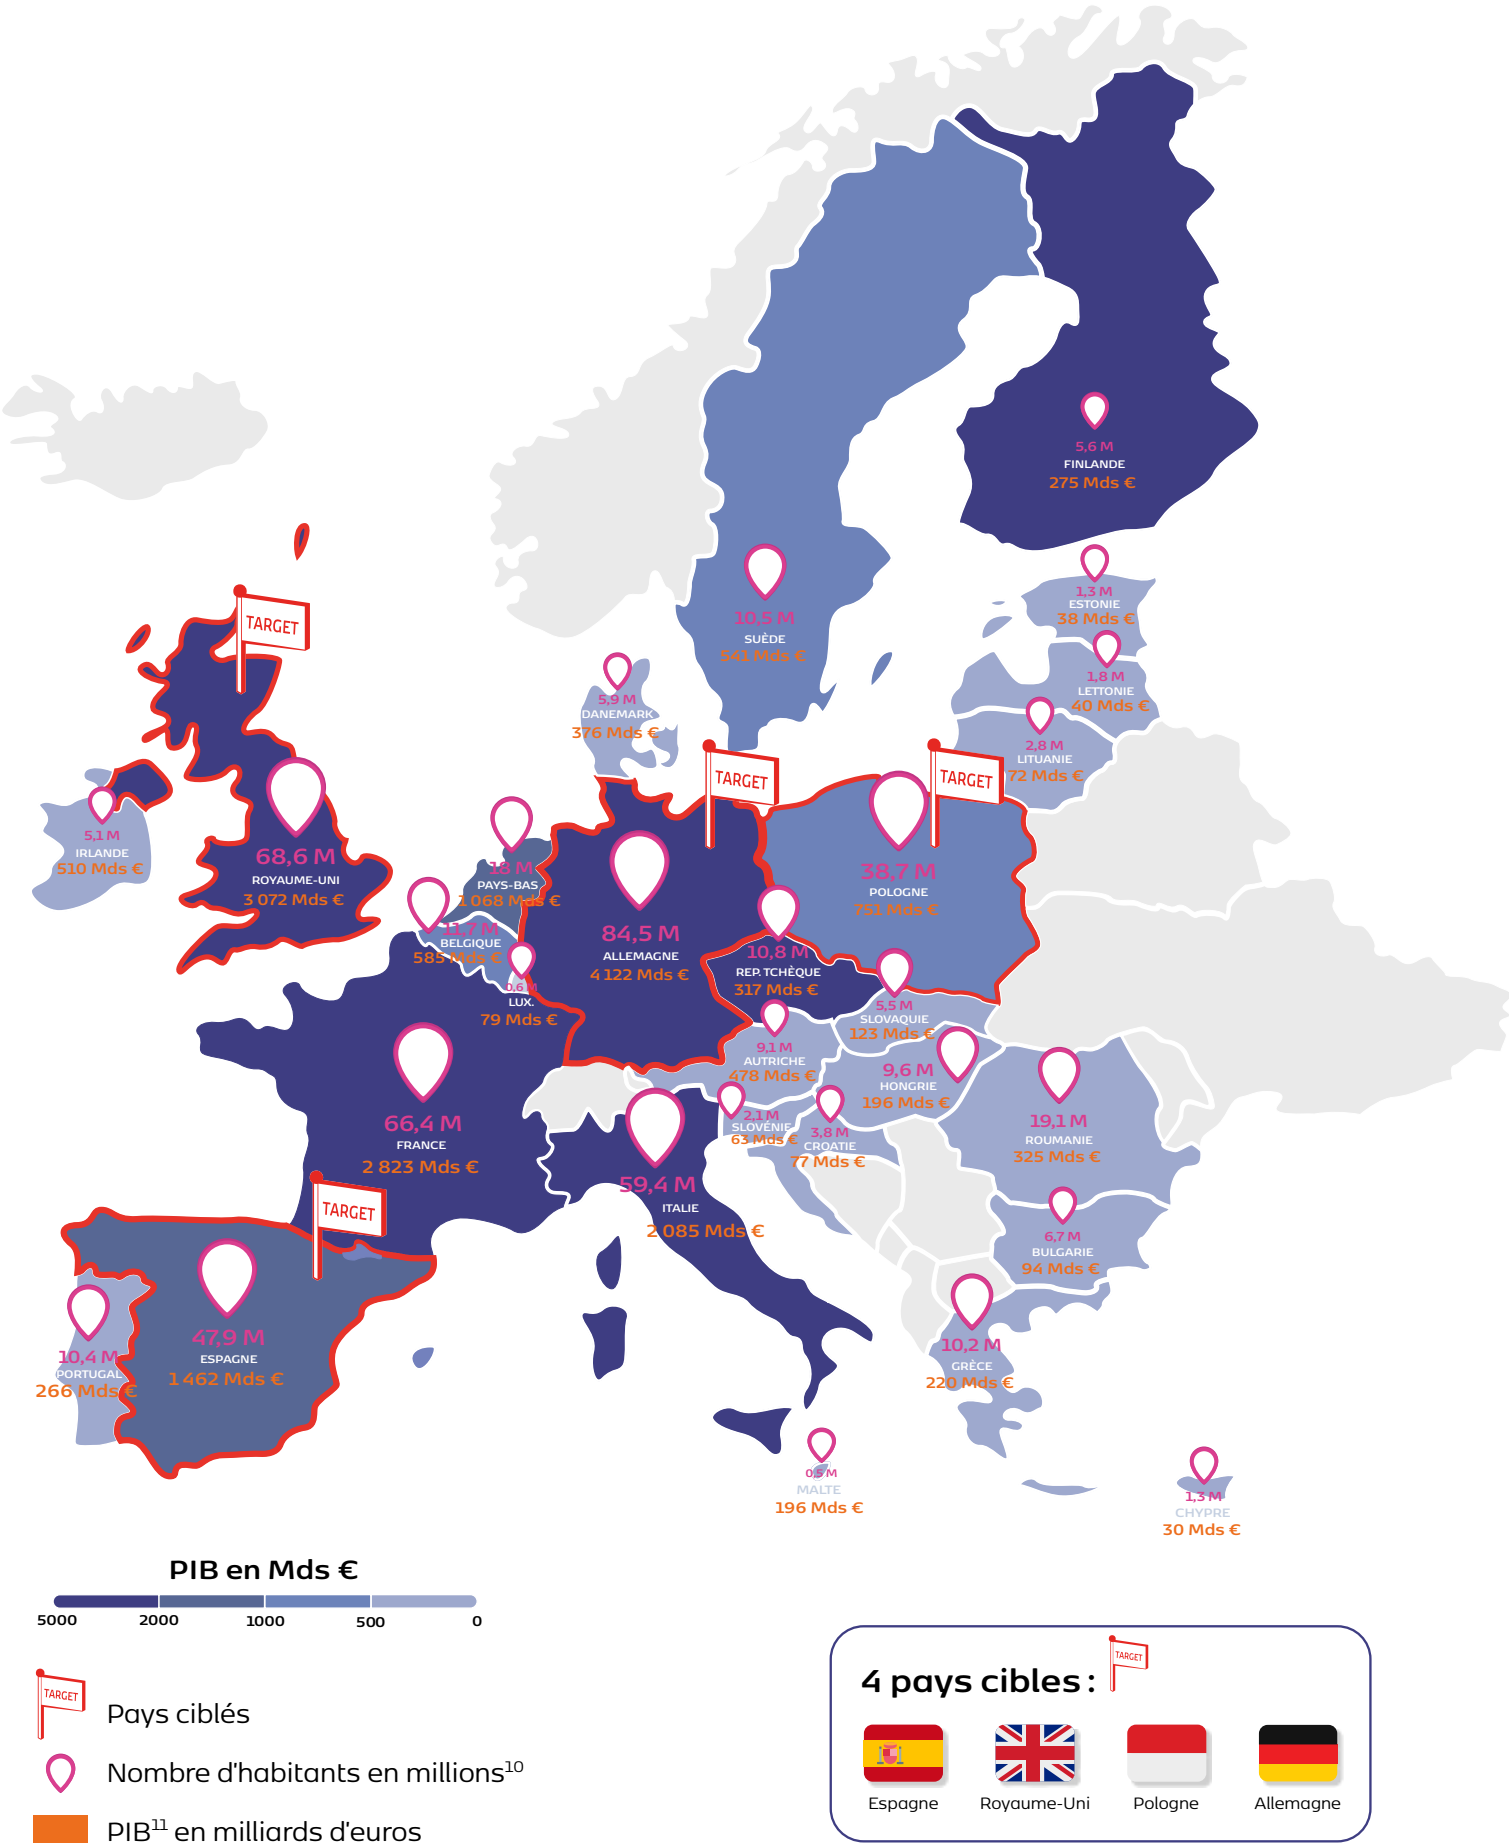 5,6 M
FINLANDE
275 Mds €
10,5 M
SUÈDE
541 Mds €
1,3 M
ESTONIE
38 Mds €
1,8 M
LETTONIE
40 Mds €
2,8 M
LITUANIE
72 Mds €
5,9 M
DANEMARK
376 Mds €
TARGET
TARGET
TARGET
5,1 M
IRLANDE
510 Mds €
68,6 M
ROYAUME-UNI
3 072 Mds €
18 M
PAYS-BAS
1 068 Mds €
11,7 M
BELGIQUE
585 Mds €
0,6 M
LUX.
79 Mds €
84,5 M
ALLEMAGNE
4 122 Mds €
38,7 M
POLOGNE
751 Mds €
10,8 M
REP. TCHÈQUE
317 Mds €
5,5 M
SLOVAQUIE
123 Mds €
9,1 M
AUTRICHE
478 Mds €
9,6 M
HONGRIE
196 Mds €
2,1 M
SLOVÉNIE
63 Mds €
3,8 M
CROATIE
77 Mds €
19,1 M
ROUMANIE
325 Mds €
6,7 M
BULGARIE
94 Mds €
66,4 M
FRANCE
2 823 Mds €
59,4 M
ITALIE
2 085 Mds €
TARGET
47,9 M
ESPAGNE
1 462 Mds €
10,4 M
PORTUGAL
266 Mds €
10,2 M
GRÈCE
220 Mds €
0,5 M
MALTE
196 Mds €
1,3 M
CHYPRE
30 Mds €
PIB en Mds €
5000 2000 1000 500 0
TARGET
Pays ciblés
Nombre d'habitants en millions10
PIB11 en milliards d'euros
4 pays cibles :
TARGET
Espagne Royaume-Uni Pologne Allemagne